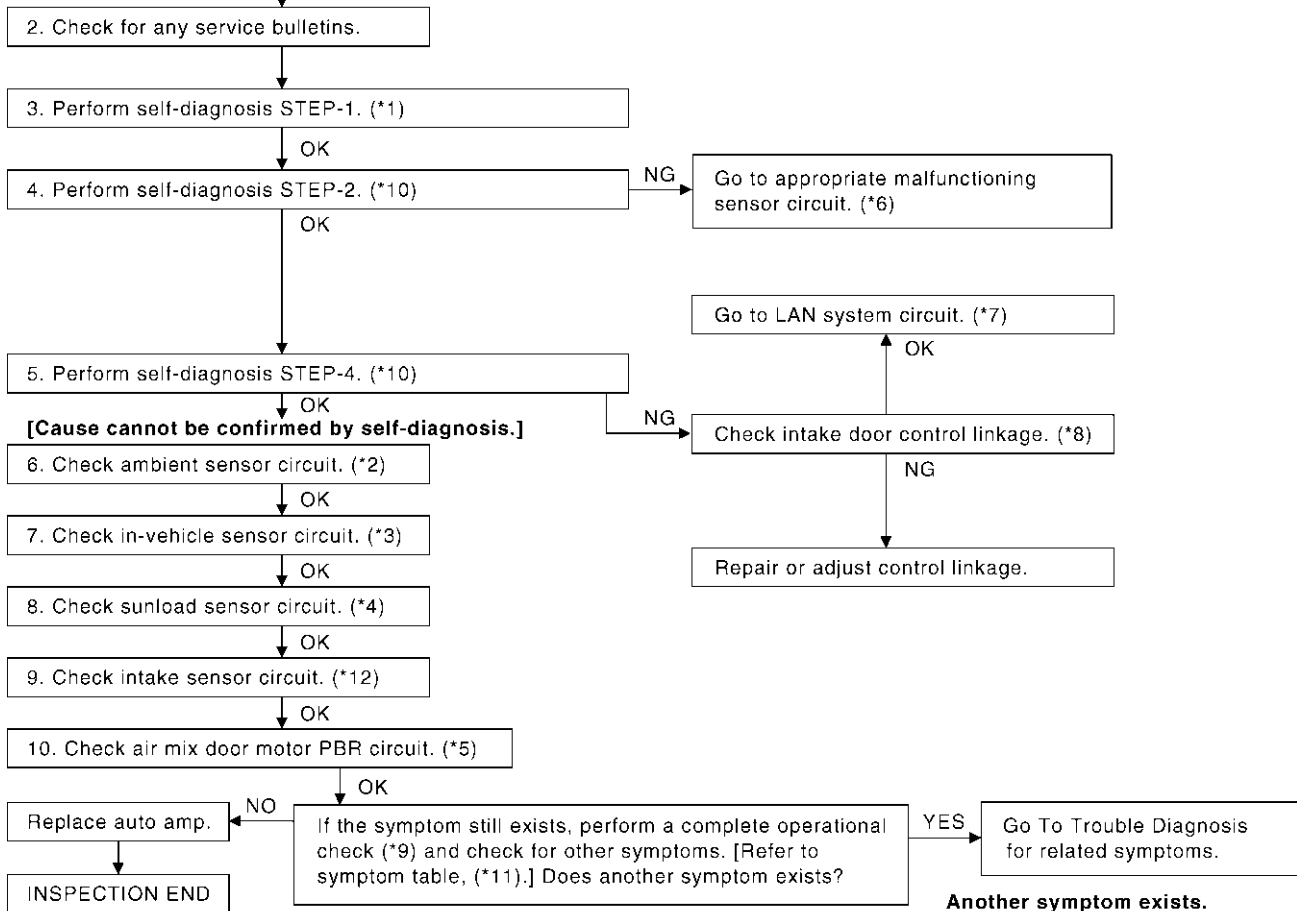 2. Check for any service bulletins.
3. Perform self-diagnosis STEP-1. (*1)
OK
4. Perform self-diagnosis STEP-2. (*10)
NG
Go to appropriate malfunctioning
sensor circuit. (*6)
OK
Go to LAN system circuit. (*7)
OK
5. Perform self-diagnosis STEP-4. (*10)
OK
NG
[Cause cannot be confirmed by self-diagnosis.]
Check intake door control linkage. (*8)
NG
6. Check ambient sensor circuit. (*2)
OK
7. Check in-vehicle sensor circuit. (*3)
OK
Repair or adjust control linkage.
8. Check sunload sensor circuit. (*4)
OK
9. Check intake sensor circuit. (*12)
OK
10. Check air mix door motor PBR circuit. (*5)
OK
Replace auto amp.
NO
If the symptom still exists, perform a complete operational
check (*9) and check for other symptoms. [Refer to
symptom table, (*11).] Does another symptom exists?
YES
Go To Trouble Diagnosis
for related symptoms.
INSPECTION END
Another symptom exists.